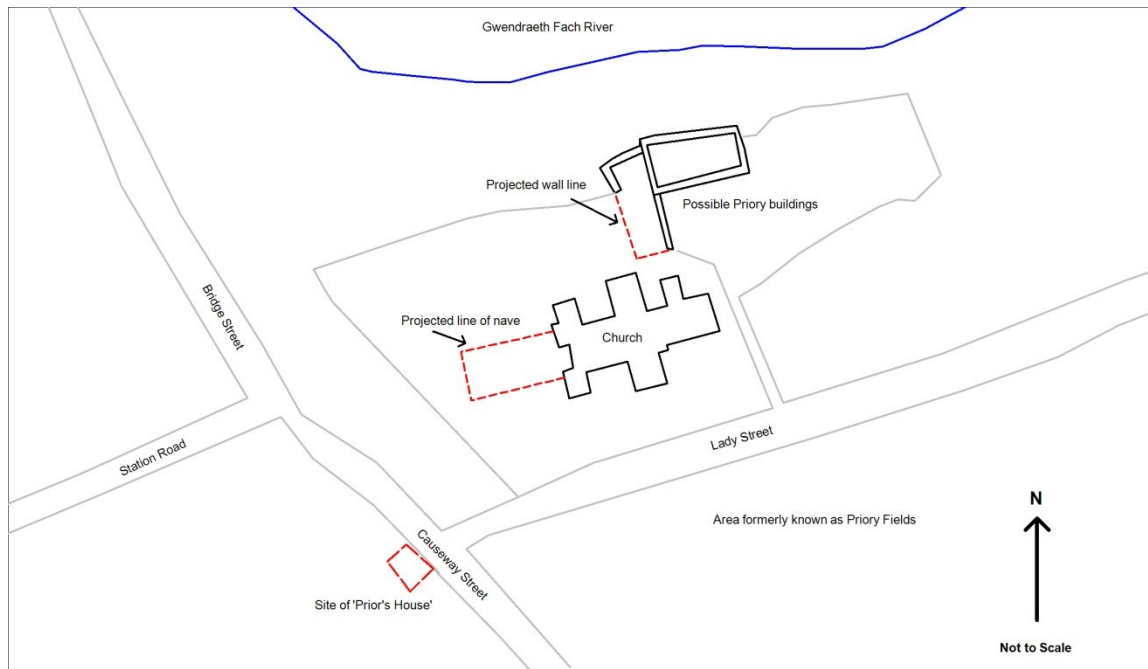 Gwendraeth Fach River
Projected wall line
Possible Priory buildings
Bridge Street
Projected line of nave
Church
Station Road
Lady Street
Area formerly known as Priory Fields
N
Causeway Street
Site of 'Prior's House'
Not to Scale